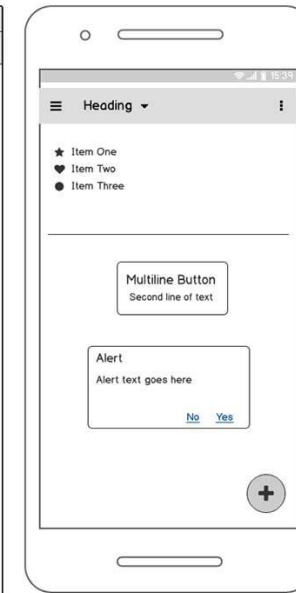 15:39
Heading
Item One
Item Two
Item Three
Multiline Button
Second line of text
Alert
Alert text goes here
No Yes